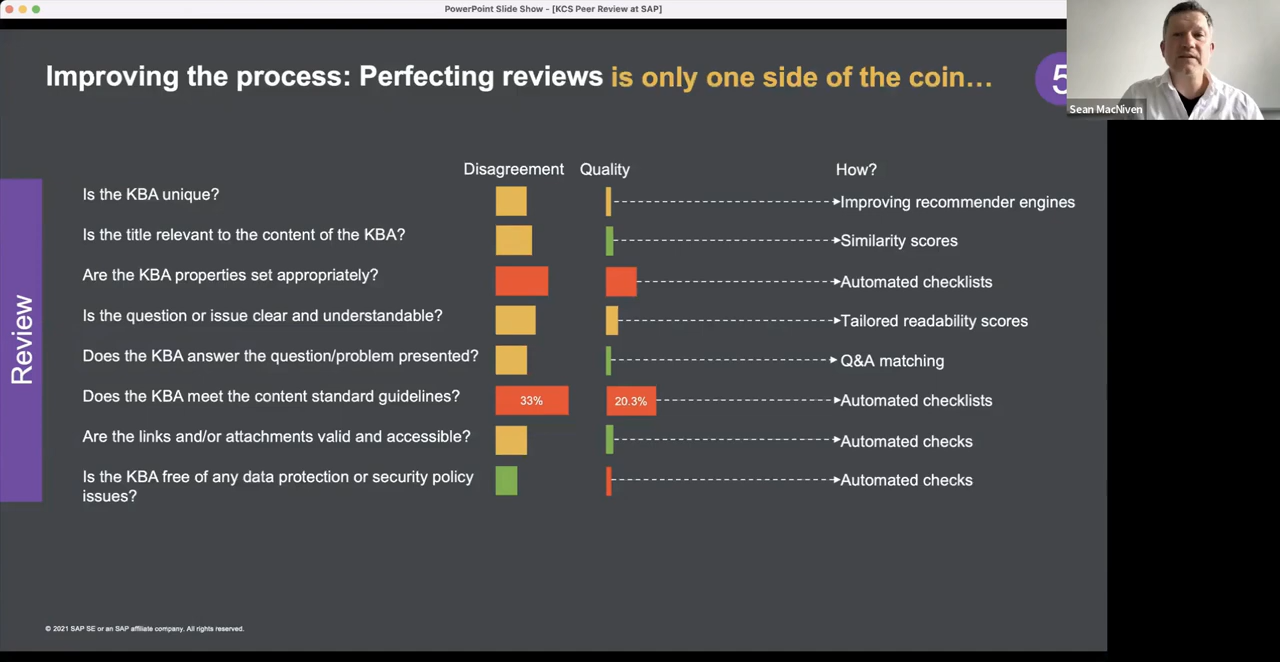 PowerPoint Slide Show - [KCS Peer Review at SAP]
Improving the process: Perfecting reviews is only one side of the coin…
5
Sean MacNiven
Disagreement Quality How?
Review
Is the KBA unique? Improving recommender engines
Is the title relevant to the content of the KBA? Similarity scores
Are the KBA properties set appropriately? Automated checklists
Is the question or issue clear and understandable? Tailored readability scores
Does the KBA answer the question/problem presented? Q&A matching
Does the KBA meet the content standard guidelines? 33% 20.3% Automated checklists
Are the links and/or attachments valid and accessible? Automated checks
Is the KBA free of any data protection or security policy Automated checks
issues?
© 2021 SAP SE or an SAP affiliate company. All rights reserved.